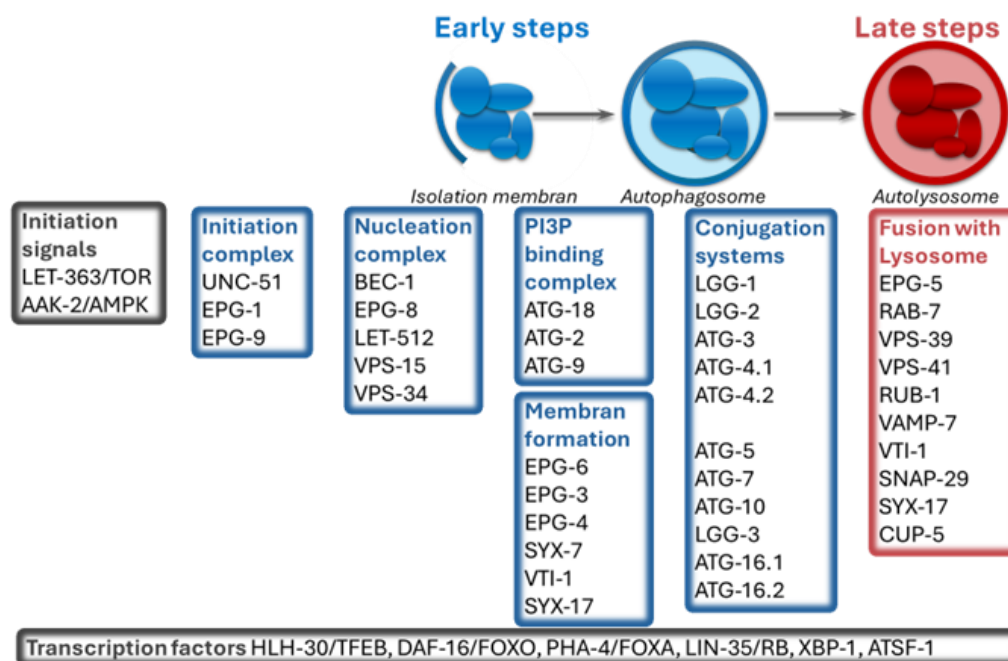 Early steps
Late steps
Isolation membran
Autophagosome
Autolysosome
Initiation
signals
LET-363/TOR
AAK-2/AMPK
Initiation
complex
UNC-51
EPG-1
EPG-9
Nucleation
complex
BEC-1
EPG-8
LET-512
VPS-15
VPS-34
PI3P
binding
complex
ATG-18
ATG-2
ATG-9
Membran
formation
EPG-6
EPG-3
EPG-4
SYX-7
VTI-1
SYX-17
Conjugation
systems
LGG-1
LGG-2
ATG-3
ATG-4.1
ATG-4.2
ATG-5
ATG-7
ATG-10
LGG-3
ATG-16.1
ATG-16.2
Fusion with
Lysosome
EPG-5
RAB-7
VPS-39
VPS-41
RUB-1
VAMP-7
VTI-1
SNAP-29
SYX-17
CUP-5
Transcription factors HLH-30/TFEB, DAF-16/FOXO, PHA-4/FOXA, LIN-35/RB, XBP-1, ATSF-1